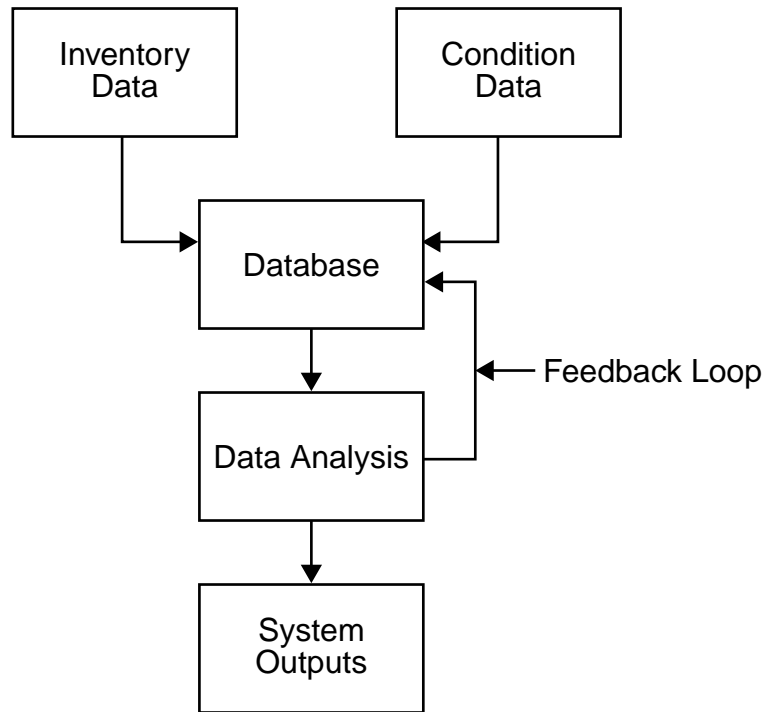 Inventory
Data
Condition
Data
Database
Feedback Loop
Data Analysis
System
Outputs